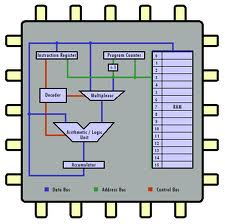 Instruction Register
Program Counter
+1
Decoder
Multiplexer
Arithmetic / Logic
Unit
Accumulator
0
1
2
3
4
5
6
7
RAM
8
9
10
11
12
13
14
15
Data Bus
Address Bus
Control Bus